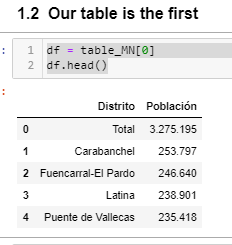 1.2 Our table is the first
1 df = table_MN[0]
2 df.head()
Distrito Población
0 Total 3.275.195
1 Carabanchel 253.797
2 Fuencarral-El Pardo 246.640
3 Latina 238.901
4 Puente de Vallecas 235.418